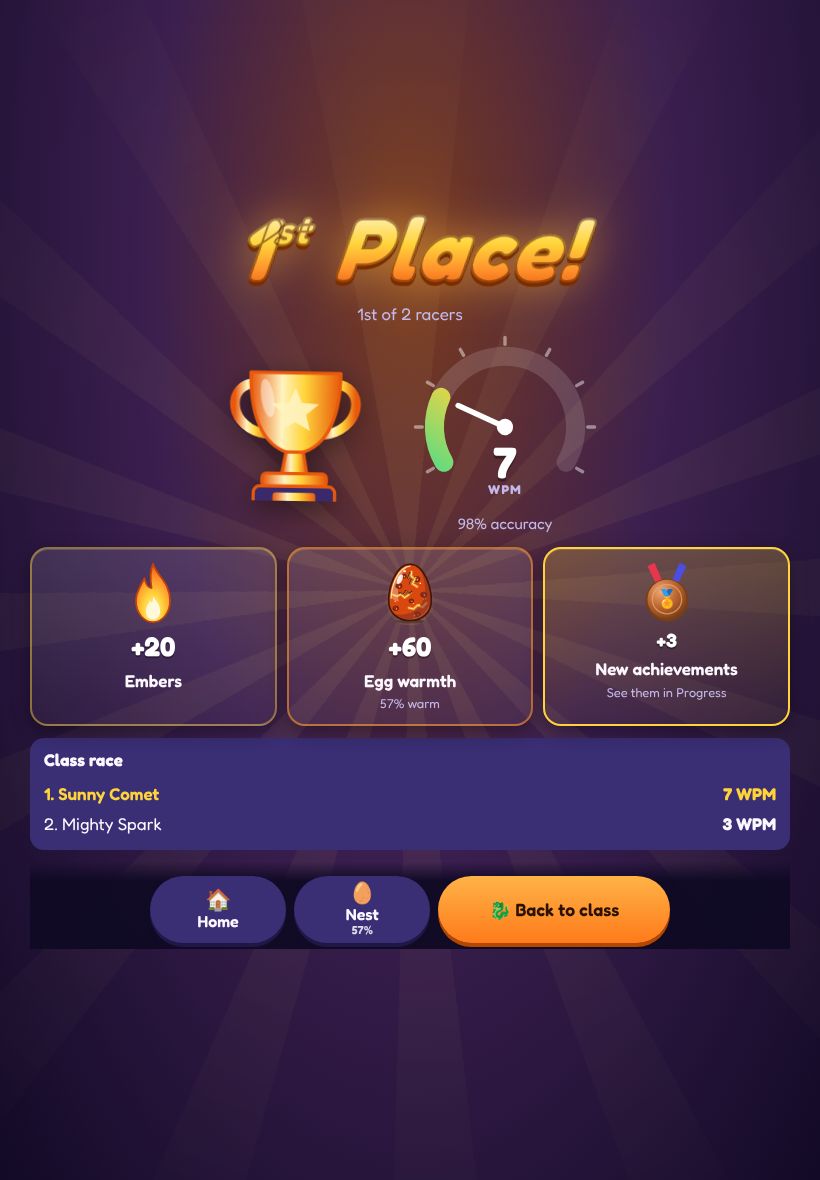 1st Place!
1st of 2 racers
7
WPM
98% accuracy
+20
Embers
+60
Egg warmth
57% warm
+3
New achievements
See them in Progress
Class race
1. Sunny Comet 7 WPM
2. Mighty Spark 3 WPM
Home
Nest
57%
Back to class